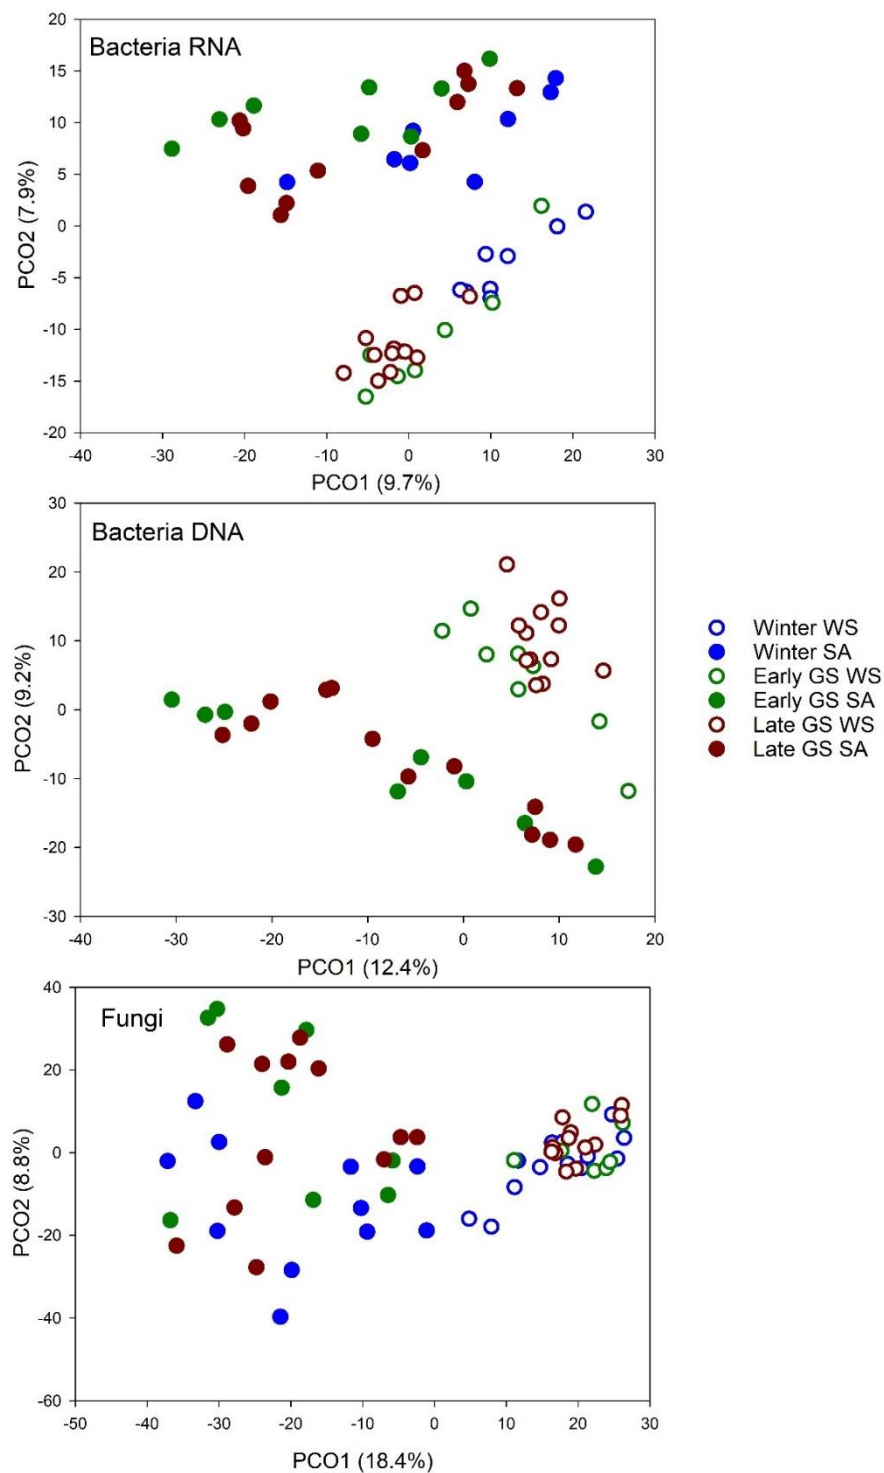 Bacteria RNA
20
15
10
5
0
-5
-10
-15
-20
PCO2 (7.9%)
-40 -30 -20 -10 0 10 20 30
PCO1 (9.7%)
Bacteria DNA
30
20
10
0
-10
-20
-30
PCO2 (9.2%)
-40 -30 -20 -10 0 10 20
PCO1 (12.4%)
Winter WS
Winter SA
Early GS WS
Early GS SA
Late GS WS
Late GS SA
Fungi
40
20
0
-20
-40
-60
PCO2 (8.8%)
-50 -40 -30 -20 -10 0 10 20 30
PCO1 (18.4%)